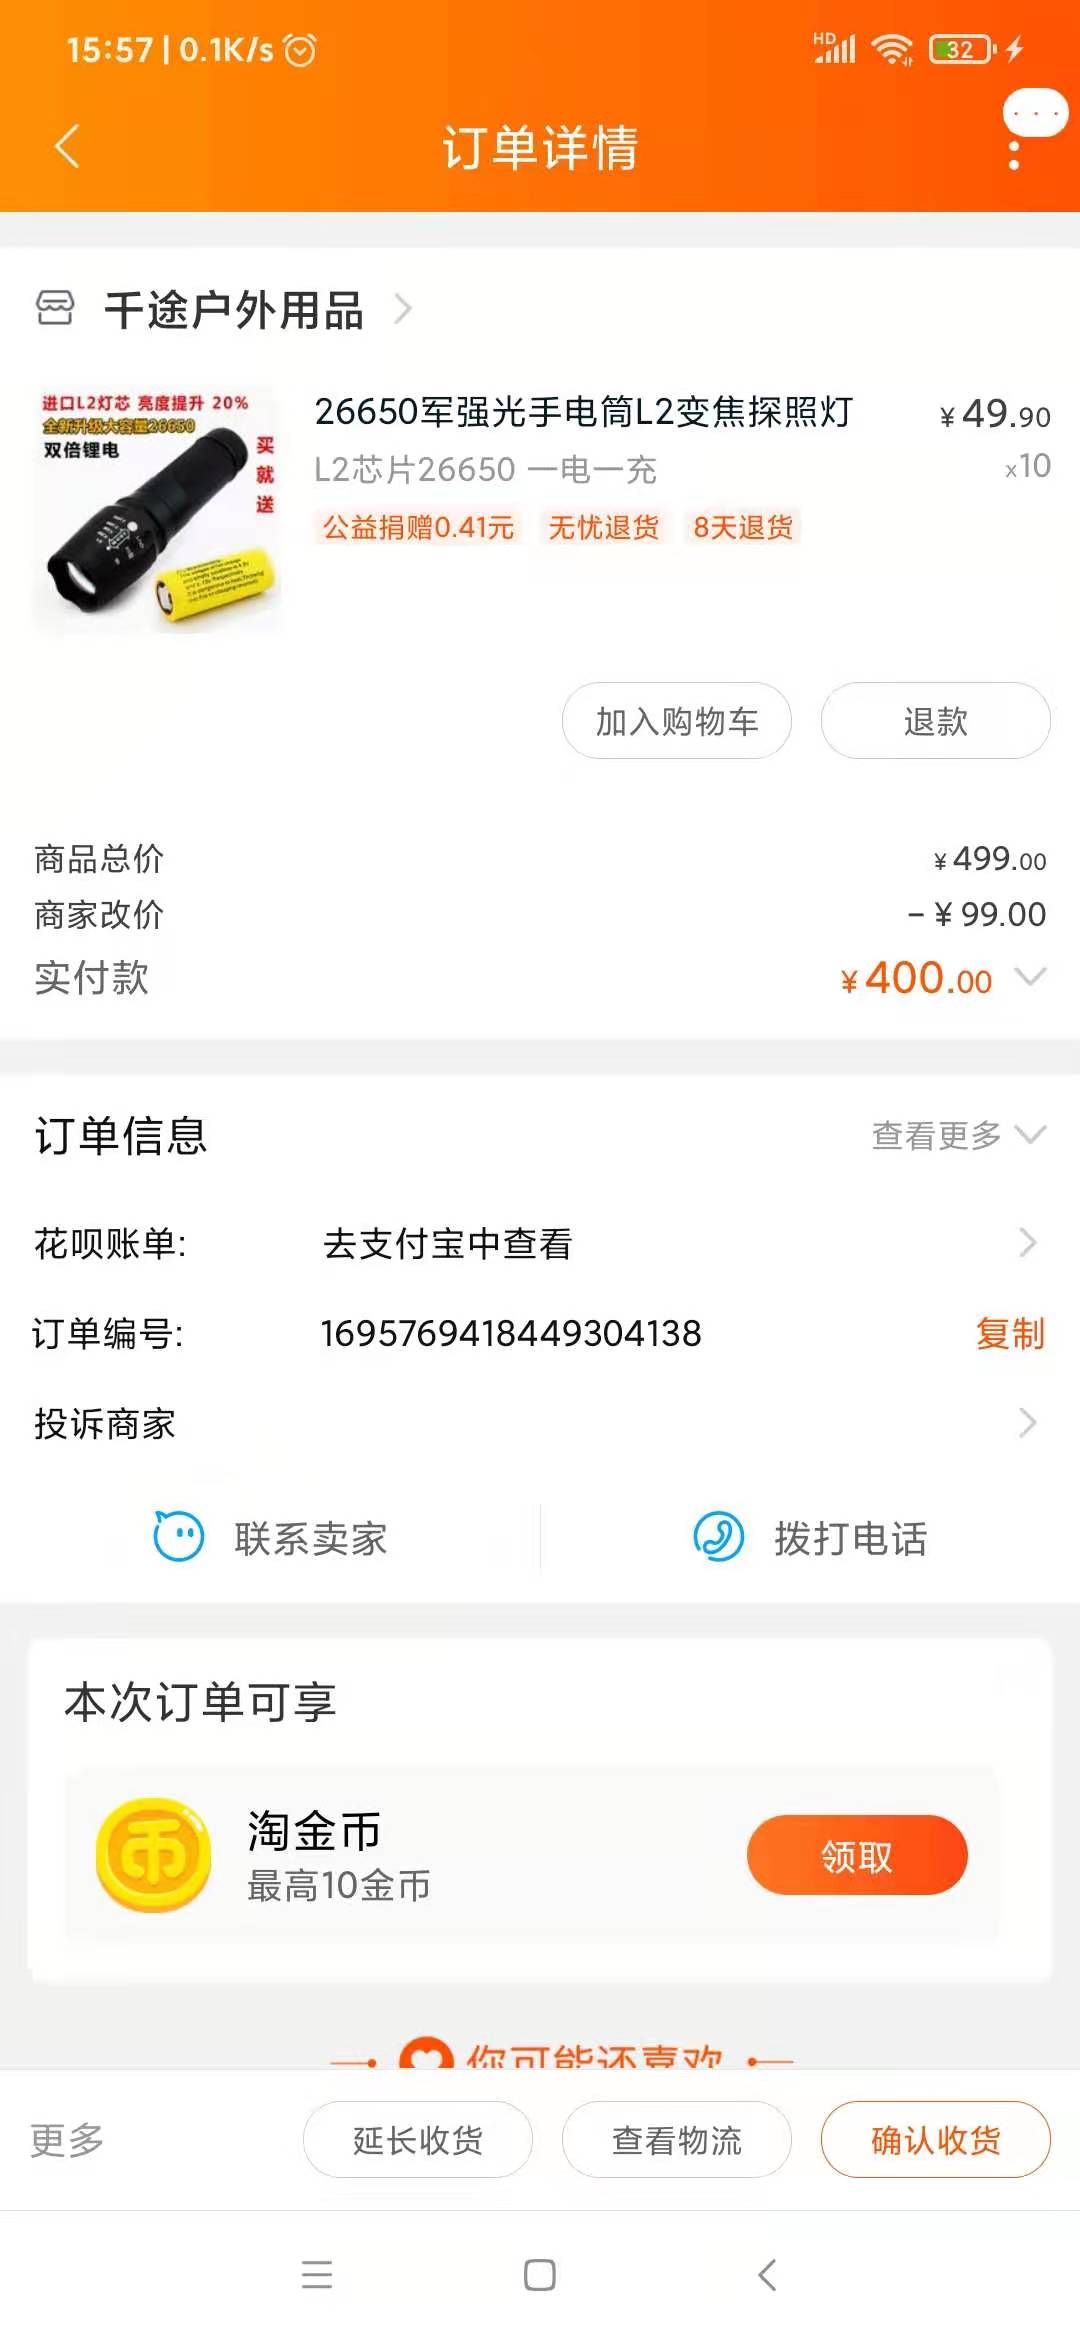 15:57 | 0.1K/s
HD
32
订单详情
千途户外用品
进口L2灯芯 亮度提升 20%
全新升级大容量26650
双倍锂电
买就送
26650军强光手电筒L2变焦探照灯
¥49.90
L2芯片26650 一电一充
x10
公益捐赠0.41元 无忧退货 8天退货
加入购物车 退款
商品总价 ¥499.00
商家改价 -¥99.00
实付款 ¥400.00
订单信息 查看更多
花呗账单: 去支付宝中查看
订单编号: 1695769418449304138 复制
投诉商家
联系卖家 拨打电话
本次订单可享
币
淘金币
最高10金币
领取
你可能还喜欢
更多 延长收货 查看物流 确认收货